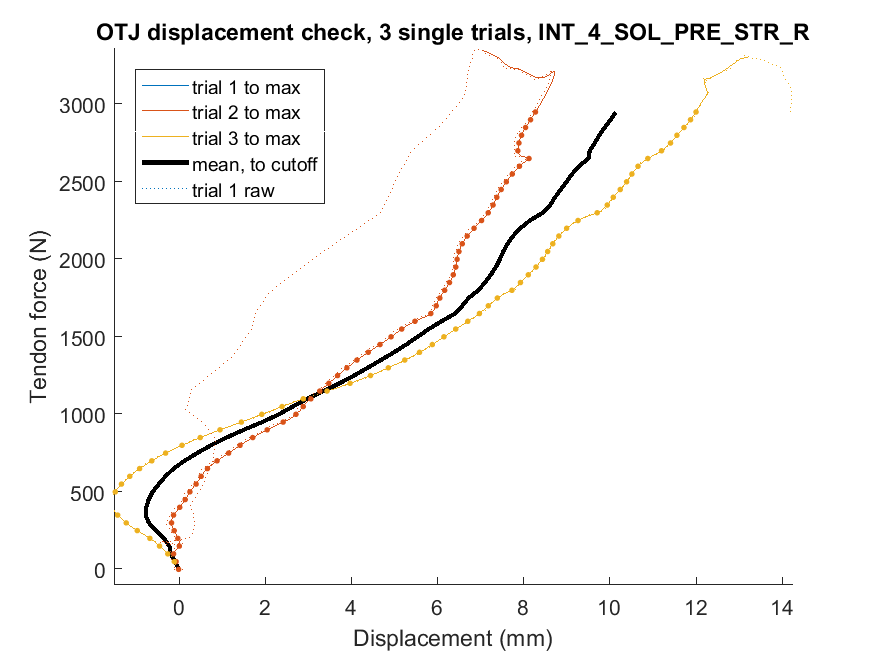 OTJ displacement check, 3 single trials, INT_4_SOL_PRE_STR_R
trial 1 to max
trial 2 to max
trial 3 to max
mean, to cutoff
trial 1 raw
Tendon force (N)
3000
2500
2000
1500
1000
500
0
0 2 4 6 8 10 12 14
Displacement (mm)